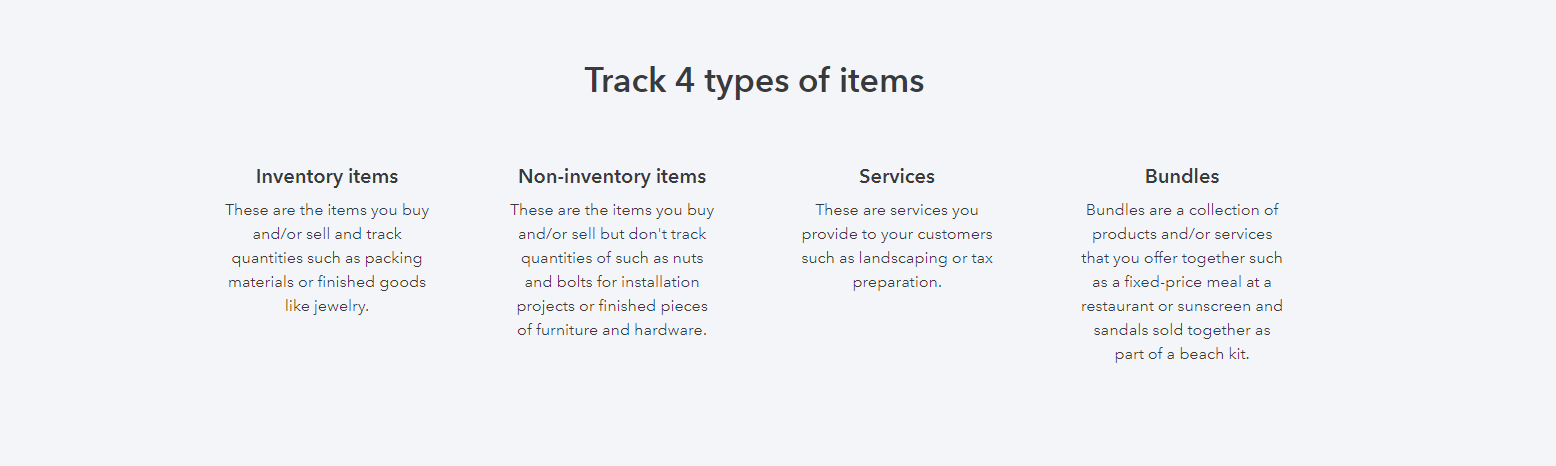 Track 4 types of items
Inventory items
These are the items you buy
and/or sell and track
quantities such as packing
materials or finished goods
like jewelry.
Non-inventory items
These are the items you buy
and/or sell but don't track
quantities of such as nuts
and bolts for installation
projects or finished pieces
of furniture and hardware.
Services
These are services you
provide to your customers
such as landscaping or tax
preparation.
Bundles
Bundles are a collection of
products and/or services
that you offer together such
as a fixed-price meal at a
restaurant or sunscreen and
sandals sold together as
part of a beach kit.